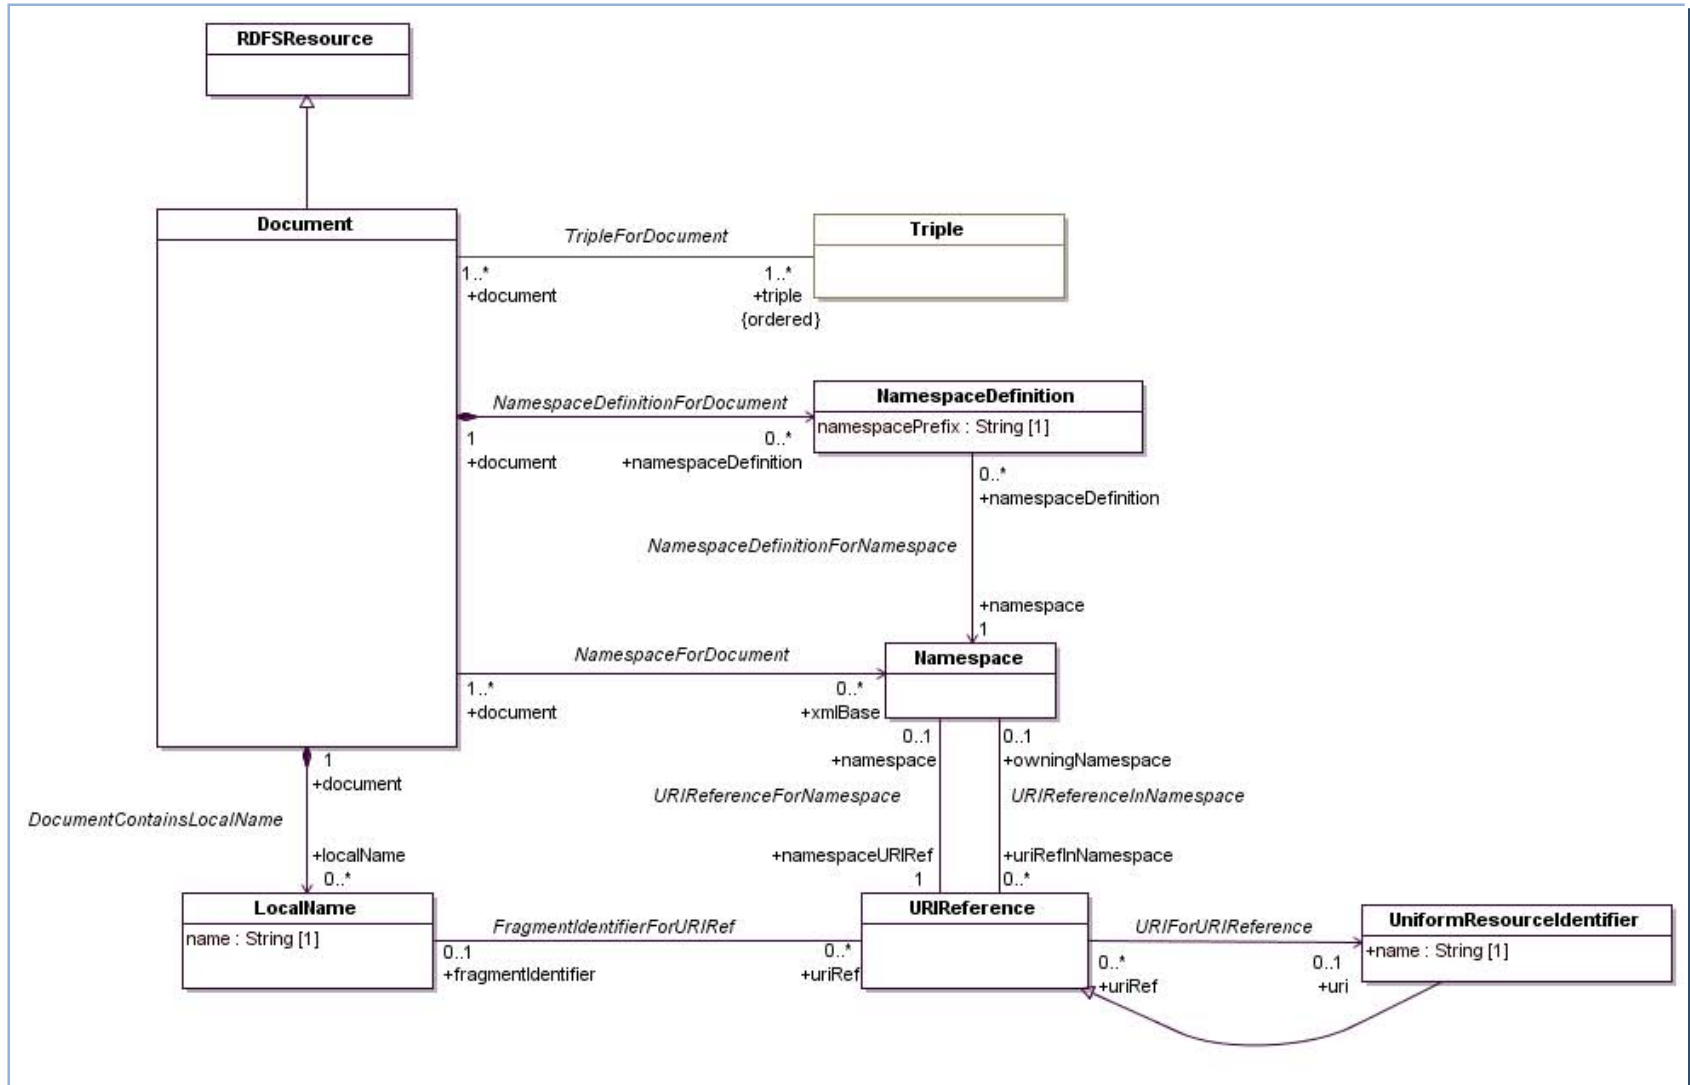 RDFSResource
Document
TripleForDocument
Triple
1..*
1..*
+document
+triple
{ordered}
NamespaceDefinitionForDocument
NamespaceDefinition
namespacePrefix : String [1]
1
0..*
+document
+namespaceDefinition
0..*
+namespaceDefinition
NamespaceDefinitionForNamespace
+namespace
1
NamespaceForDocument
Namespace
1..*
0..*
+document
+xmlBase
0..1
0..1
+namespace
+owningNamespace
1
+document
URIReferenceForNamespace
URIReferenceInNamespace
DocumentContainsLocalName
+localName
0..*
+namespaceURIRef
+uriRefInNamespace
1
0..*
LocalName
name : String [1]
FragmentIdentifierForURIRef
0..1
0..*
+fragmentIdentifier
+uriRef
URIReference
URIForURIReference
0..*
0..1
+uriRef
+uri
UniformResourceIdentifier
+name : String [1]